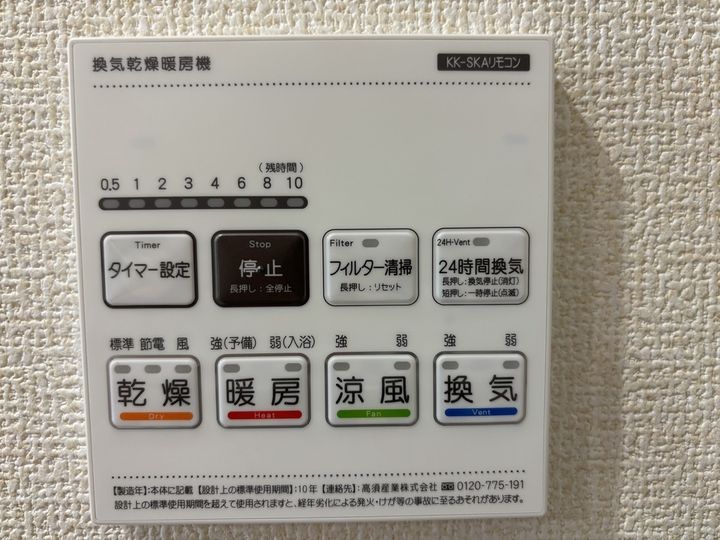 換気乾燥暖房機 KK-SKAリモコン
(残時間)
0.5 1 2 3 4 6 8 10
Timer
タイマー設定
Stop
停止
長押し:全停止
Filter
フィルター清掃
長押し:リセット
24H-Vent
24時間換気
長押し:換気停止(消灯)
短押し:一時停止(点滅)
標準 節電 風
乾燥
Dry
強(予備) 弱(入浴)
暖房
Heat
強 弱
涼風
Fan
強 弱
換気
Vent
【製造年】:本体に記載【設計上の標準使用期間】:10年【連絡先】:高須産業株式会社 0120-775-191
設計上の標準使用期間を超えて使用されますと、経年劣化による発火・けが等の事故に至るおそれがあります。